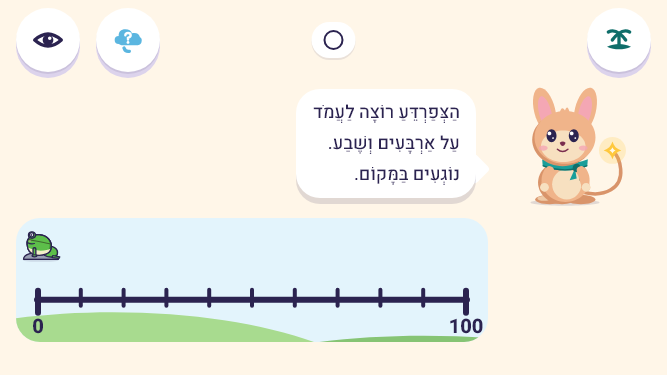 הַצְּפַרְדֵּעַ רוֹצָה לַעֲמֹד
עַל אַרְבָּעִים וְשֶׁבַע.
נוֹגְעִים בַּמָּקוֹם.
0
100